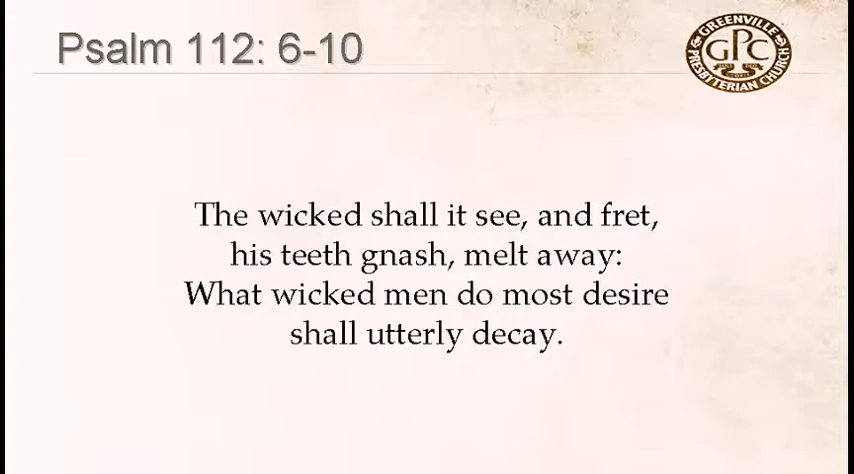 Psalm 112: 6-10
GREENVILLE
GPC
PRESBYTERIAN CHURCH
The wicked shall it see, and fret,
his teeth gnash, melt away:
What wicked men do most desire
shall utterly decay.